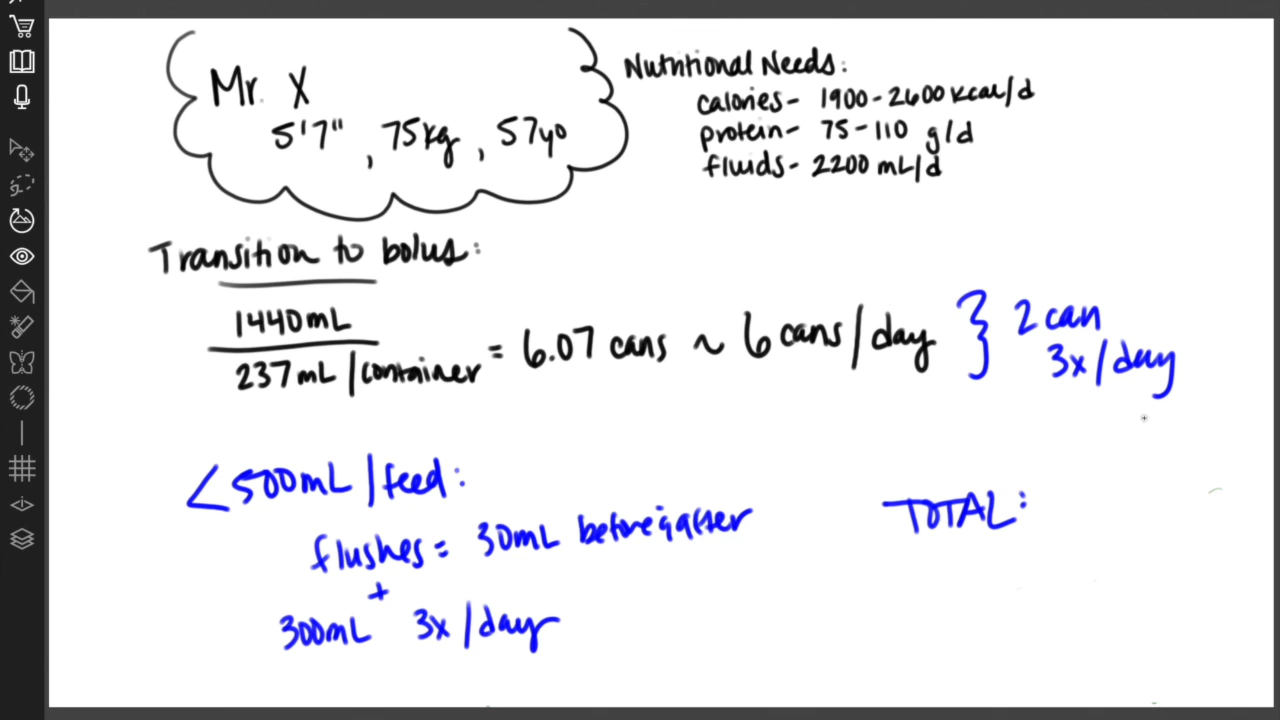 Mr. X
5'7", 75kg, 57yo
Nutritional Needs:
calories- 1900-2600 kcal/d
protein- 75-110 g/d
fluids- 2200 mL/d
Transition to bolus:
1440mL
237mL/container = 6.07 cans ~ 6 cans/day } 2 can
3x/day
<500mL/feed:
flushes = 30mL before & after
+
300mL 3x/day
TOTAL: